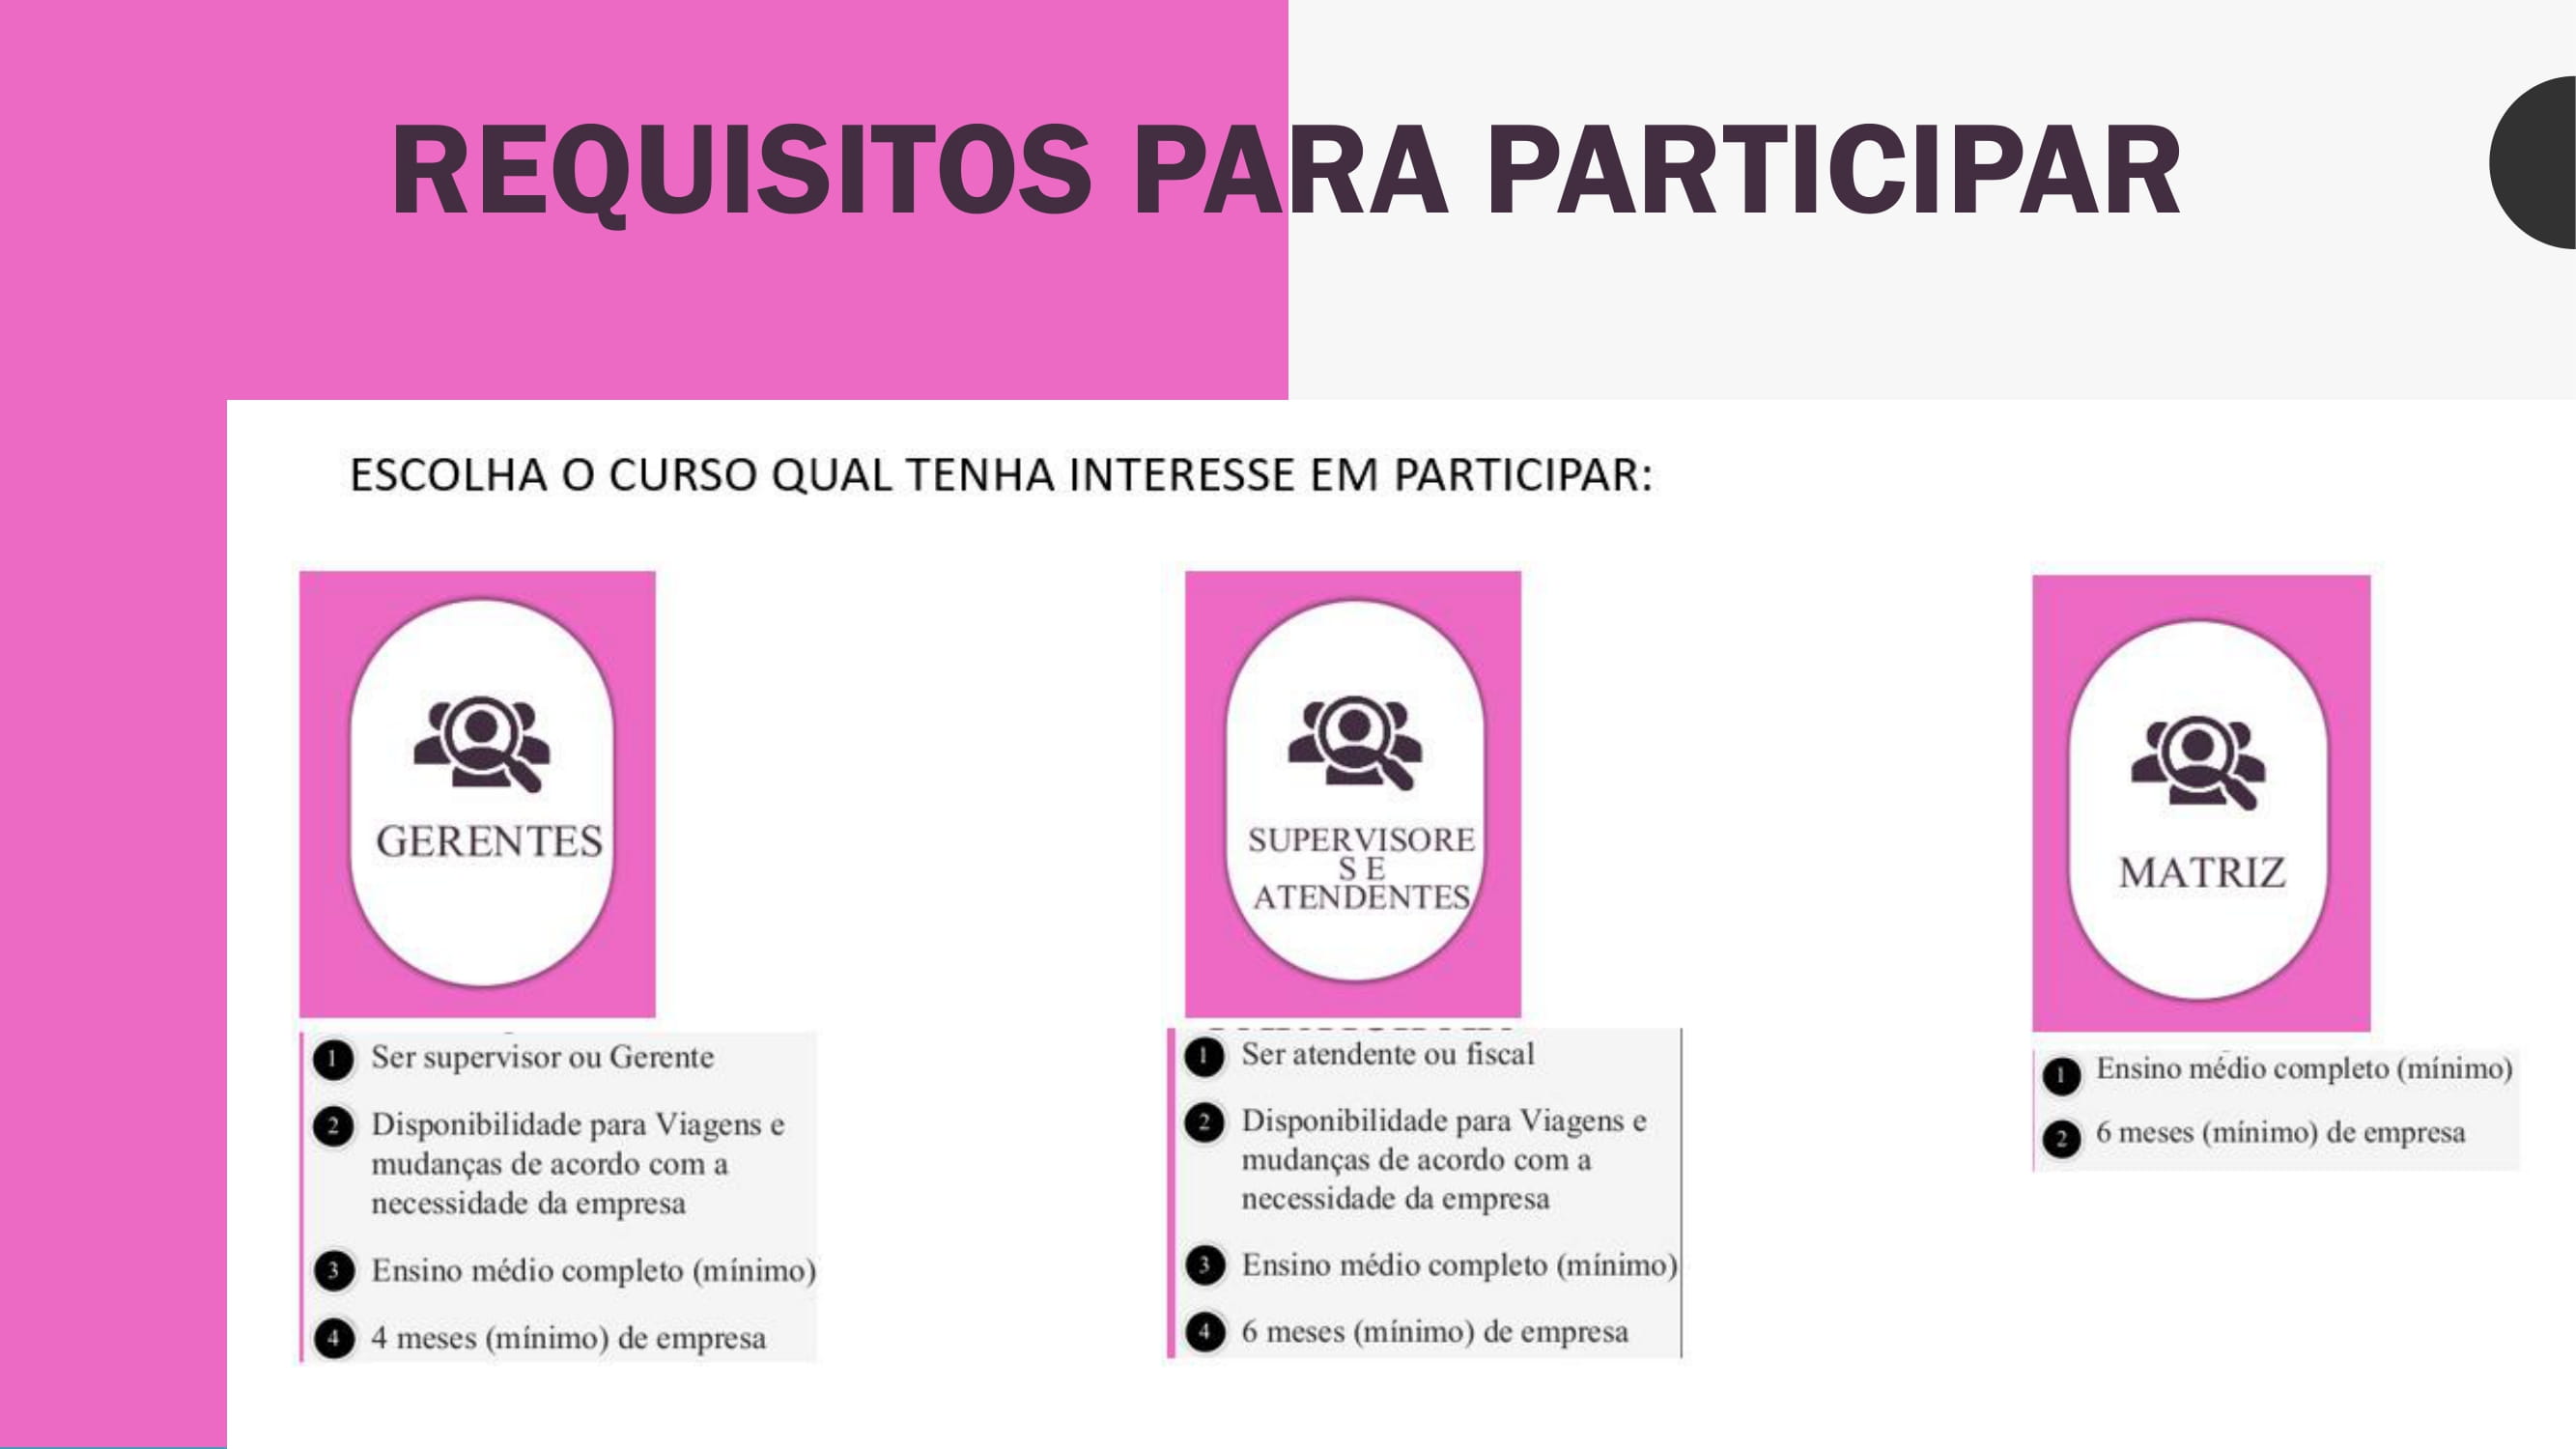 REQUISITOS PARA PARTICIPAR
ESCOLHA O CURSO QUAL TENHA INTERESSE EM PARTICIPAR:
GERENTES
1 Ser supervisor ou Gerente
2 Disponibilidade para Viagens e
mudanças de acordo com a
necessidade da empresa
3 Ensino médio completo (mínimo)
4 4 meses (mínimo) de empresa
SUPERVISORE
S E
ATENDENTES
1 Ser atendente ou fiscal
2 Disponibilidade para Viagens e
mudanças de acordo com a
necessidade da empresa
3 Ensino médio completo (mínimo)
4 6 meses (mínimo) de empresa
MATRIZ
1 Ensino médio completo (mínimo)
2 6 meses (mínimo) de empresa